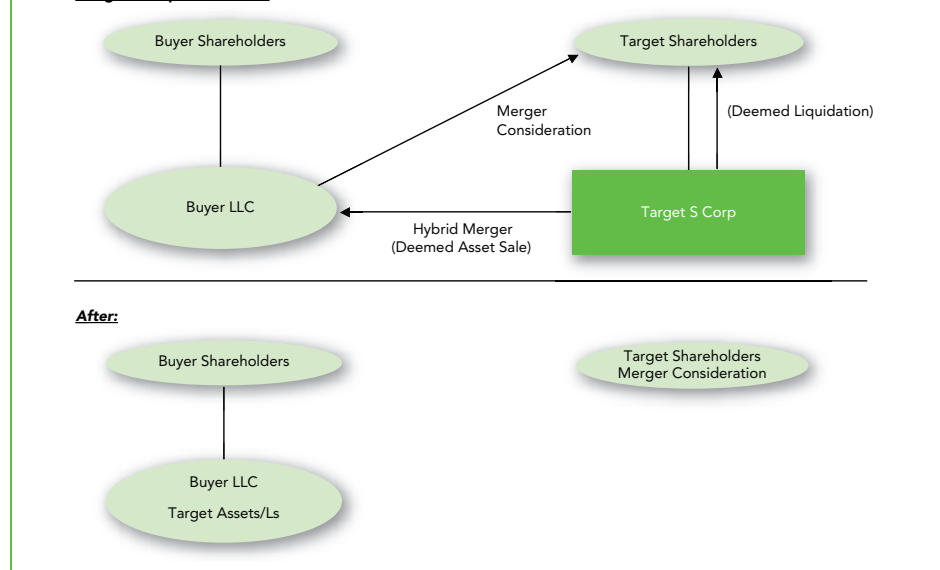 Buyer Shareholders
Target Shareholders
Merger
Consideration
(Deemed Liquidation)
Buyer LLC
Target S Corp
Hybrid Merger
(Deemed Asset Sale)
After:
Buyer Shareholders
Target Shareholders
Merger Consideration
Buyer LLC
Target Assets/Ls